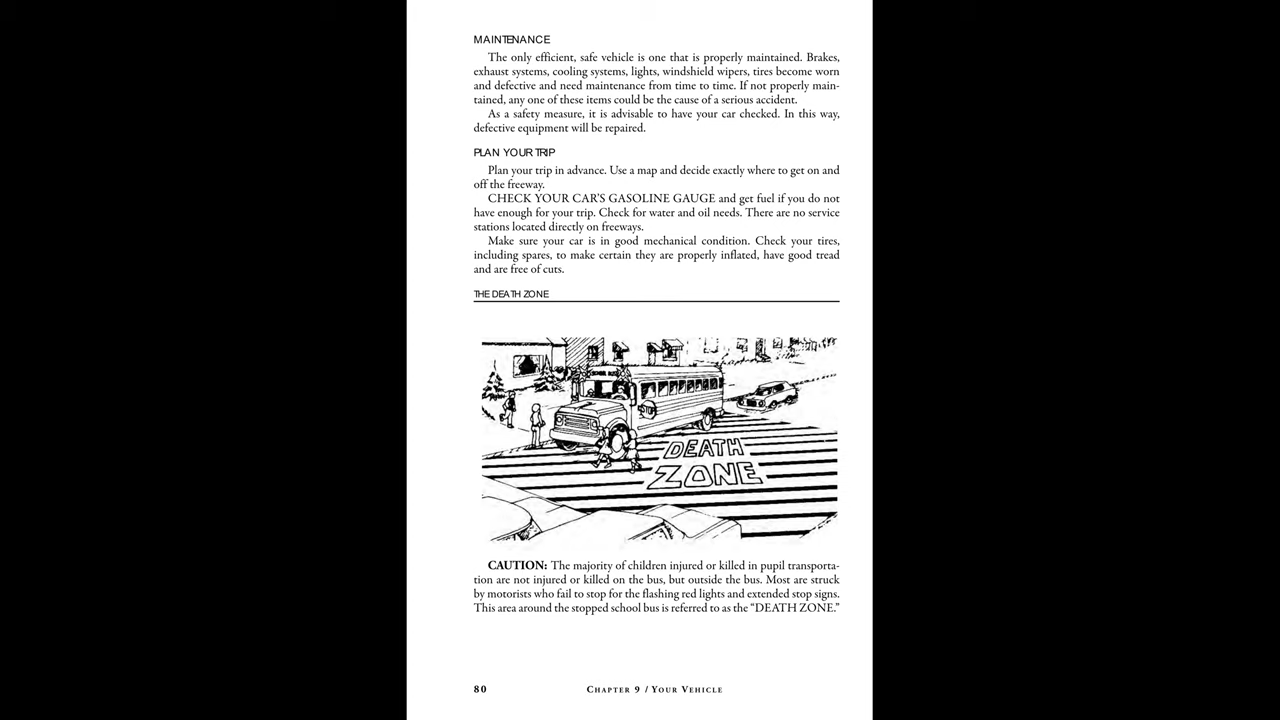 MAINTENANCE
The only efficient, safe vehicle is one that is properly maintained. Brakes,
exhaust systems, cooling systems, lights, windshield wipers, tires become worn
and defective and need maintenance from time to time. If not properly main-
tained, any one of these items could be the cause of a serious accident.
As a safety measure, it is advisable to have your car checked. In this way,
defective equipment will be repaired.
PLAN YOUR TRIP
Plan your trip in advance. Use a map and decide exactly where to get on and
off the freeway.
CHECK YOUR CAR'S GASOLINE GAUGE and get fuel if you do not
have enough for your trip. Check for water and oil needs. There are no service
stations located directly on freeways.
Make sure your car is in good mechanical condition. Check your tires,
including spares, to make certain they are properly inflated, have good tread
and are free of cuts.
THE DEATH ZONE
SCHOOL BUS
STOP
DEATH
ZONE
CAUTION: The majority of children injured or killed in pupil transporta-
tion are not injured or killed on the bus, but outside the bus. Most are struck
by motorists who fail to stop for the flashing red lights and extended stop signs.
This area around the stopped school bus is referred to as the “DEATH ZONE.”
80
CHAPTER 9 / YOUR VEHICLE